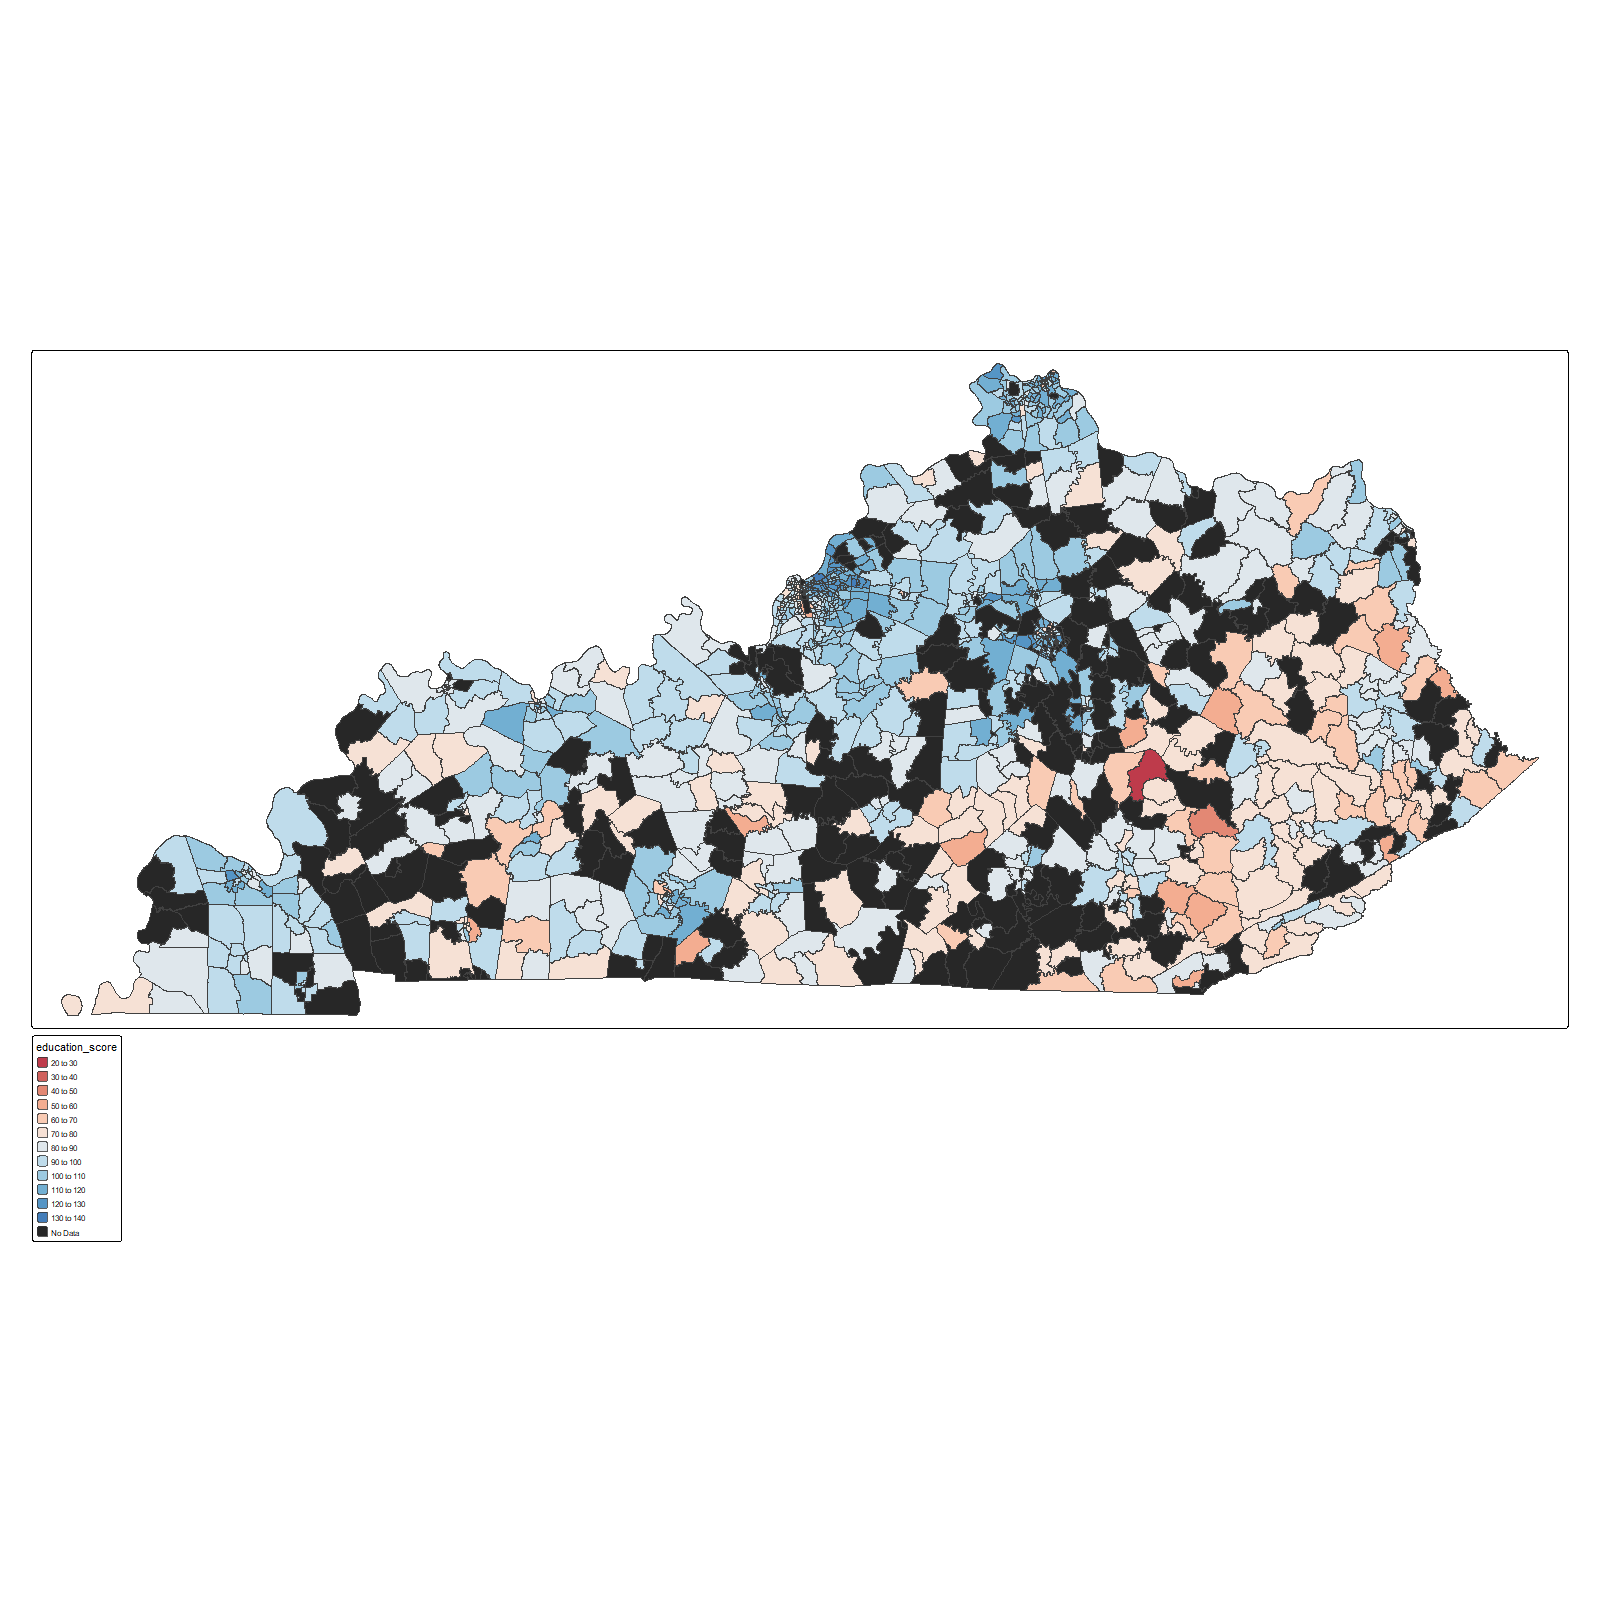 education_score
20 to 30
30 to 40
40 to 50
50 to 60
60 to 70
70 to 80
80 to 90
90 to 100
100 to 110
110 to 120
120 to 130
130 to 140
No Data